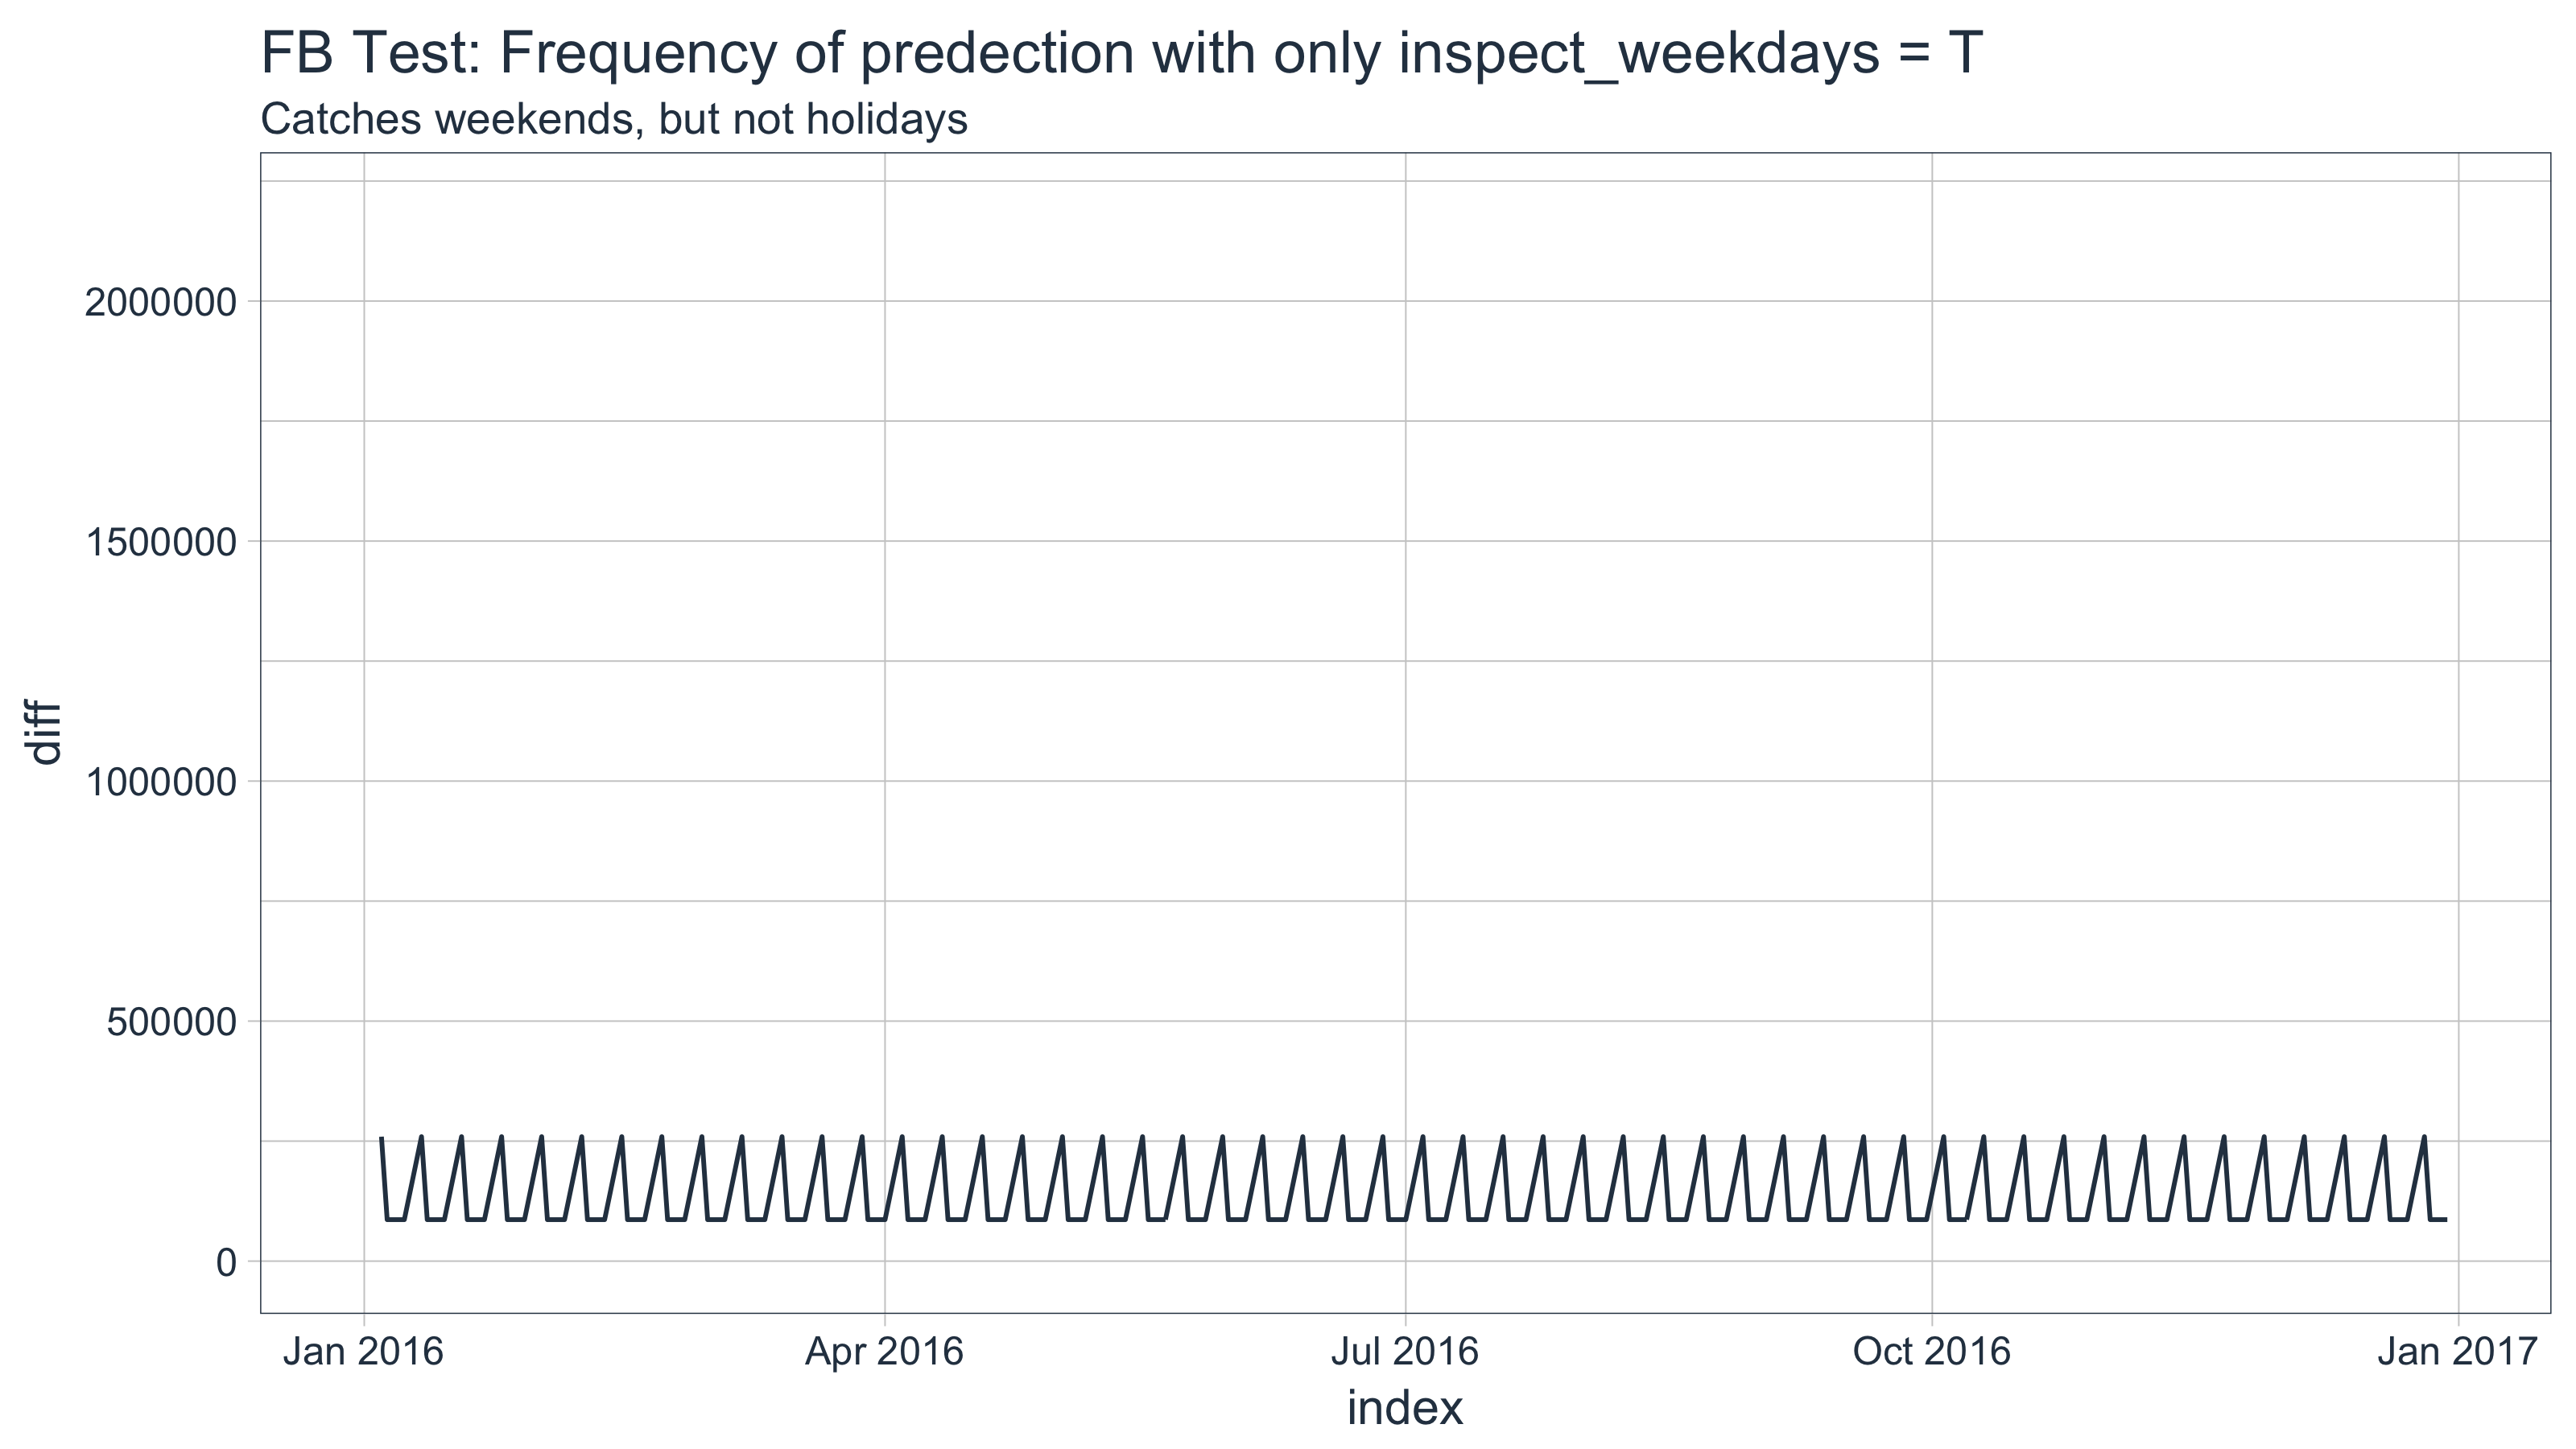 FB Test: Frequency of predection with only inspect_weekdays = T
Catches weekends, but not holidays
diff
2000000
1500000
1000000
500000
0
Jan 2016
Apr 2016
Jul 2016
Oct 2016
Jan 2017
index